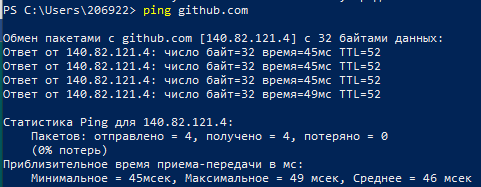 PS C:\Users\206922> ping github.com
Обмен пакетами с github.com [140.82.121.4] с 32 байтами данных:
Ответ от 140.82.121.4: число байт=32 время=45мс TTL=52
Ответ от 140.82.121.4: число байт=32 время=45мс TTL=52
Ответ от 140.82.121.4: число байт=32 время=45мс TTL=52
Ответ от 140.82.121.4: число байт=32 время=49мс TTL=52
Статистика Ping для 140.82.121.4:
    Пакетов: отправлено = 4, получено = 4, потеряно = 0
    (0% потерь)
Приблизительное время приема-передачи в мс:
    Минимальное = 45мсек, Максимальное = 49 мсек, Среднее = 46 мсек